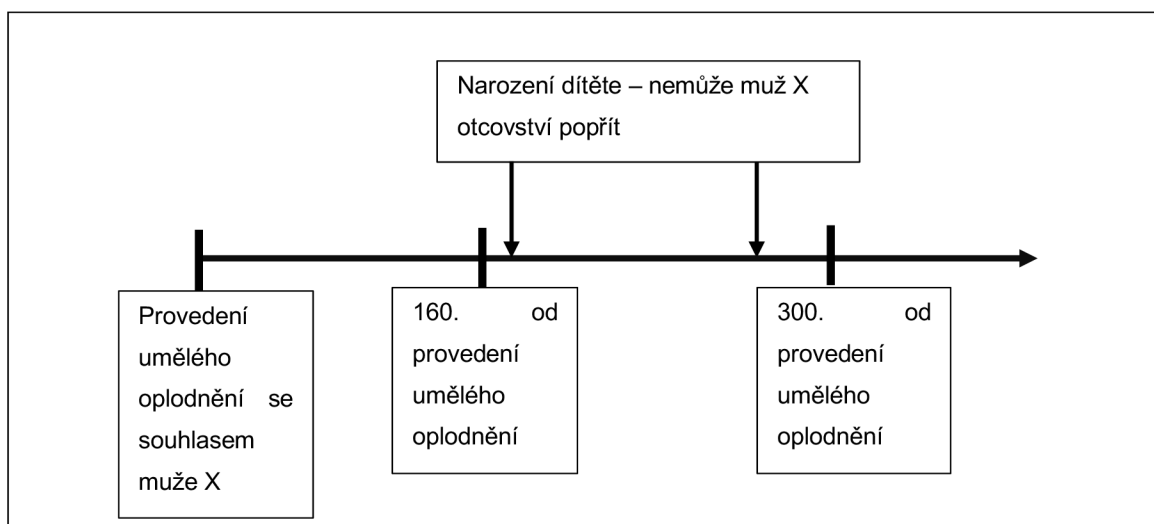 Narození dítěte – nemůže muž X
otcovství popřít
Provedení
umělého
oplodnění se
souhlasem
muže X
160. od
provedení
umělého
oplodnění
300. od
provedení
umělého
oplodnění